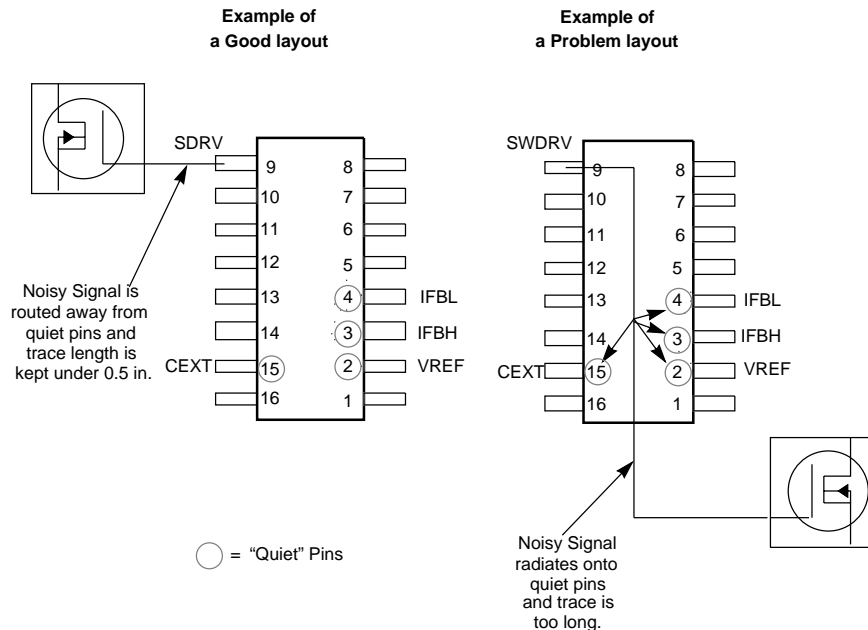 Example of
a Good layout
Example of
a Problem layout
SDRV
9
8
10
7
11
6
12
5
13
4
IFBL
14
3
IFBH
CEXT
15
2
VREF
16
1
Noisy Signal is
routed away from
quiet pins and
trace length is
kept under 0.5 in.
SWDRV
9
8
10
7
11
6
12
5
13
4
IFBL
14
3
IFBH
CEXT
15
2
VREF
16
1
= “Quiet” Pins
Noisy Signal
radiates onto
quiet pins
and trace is
too long.